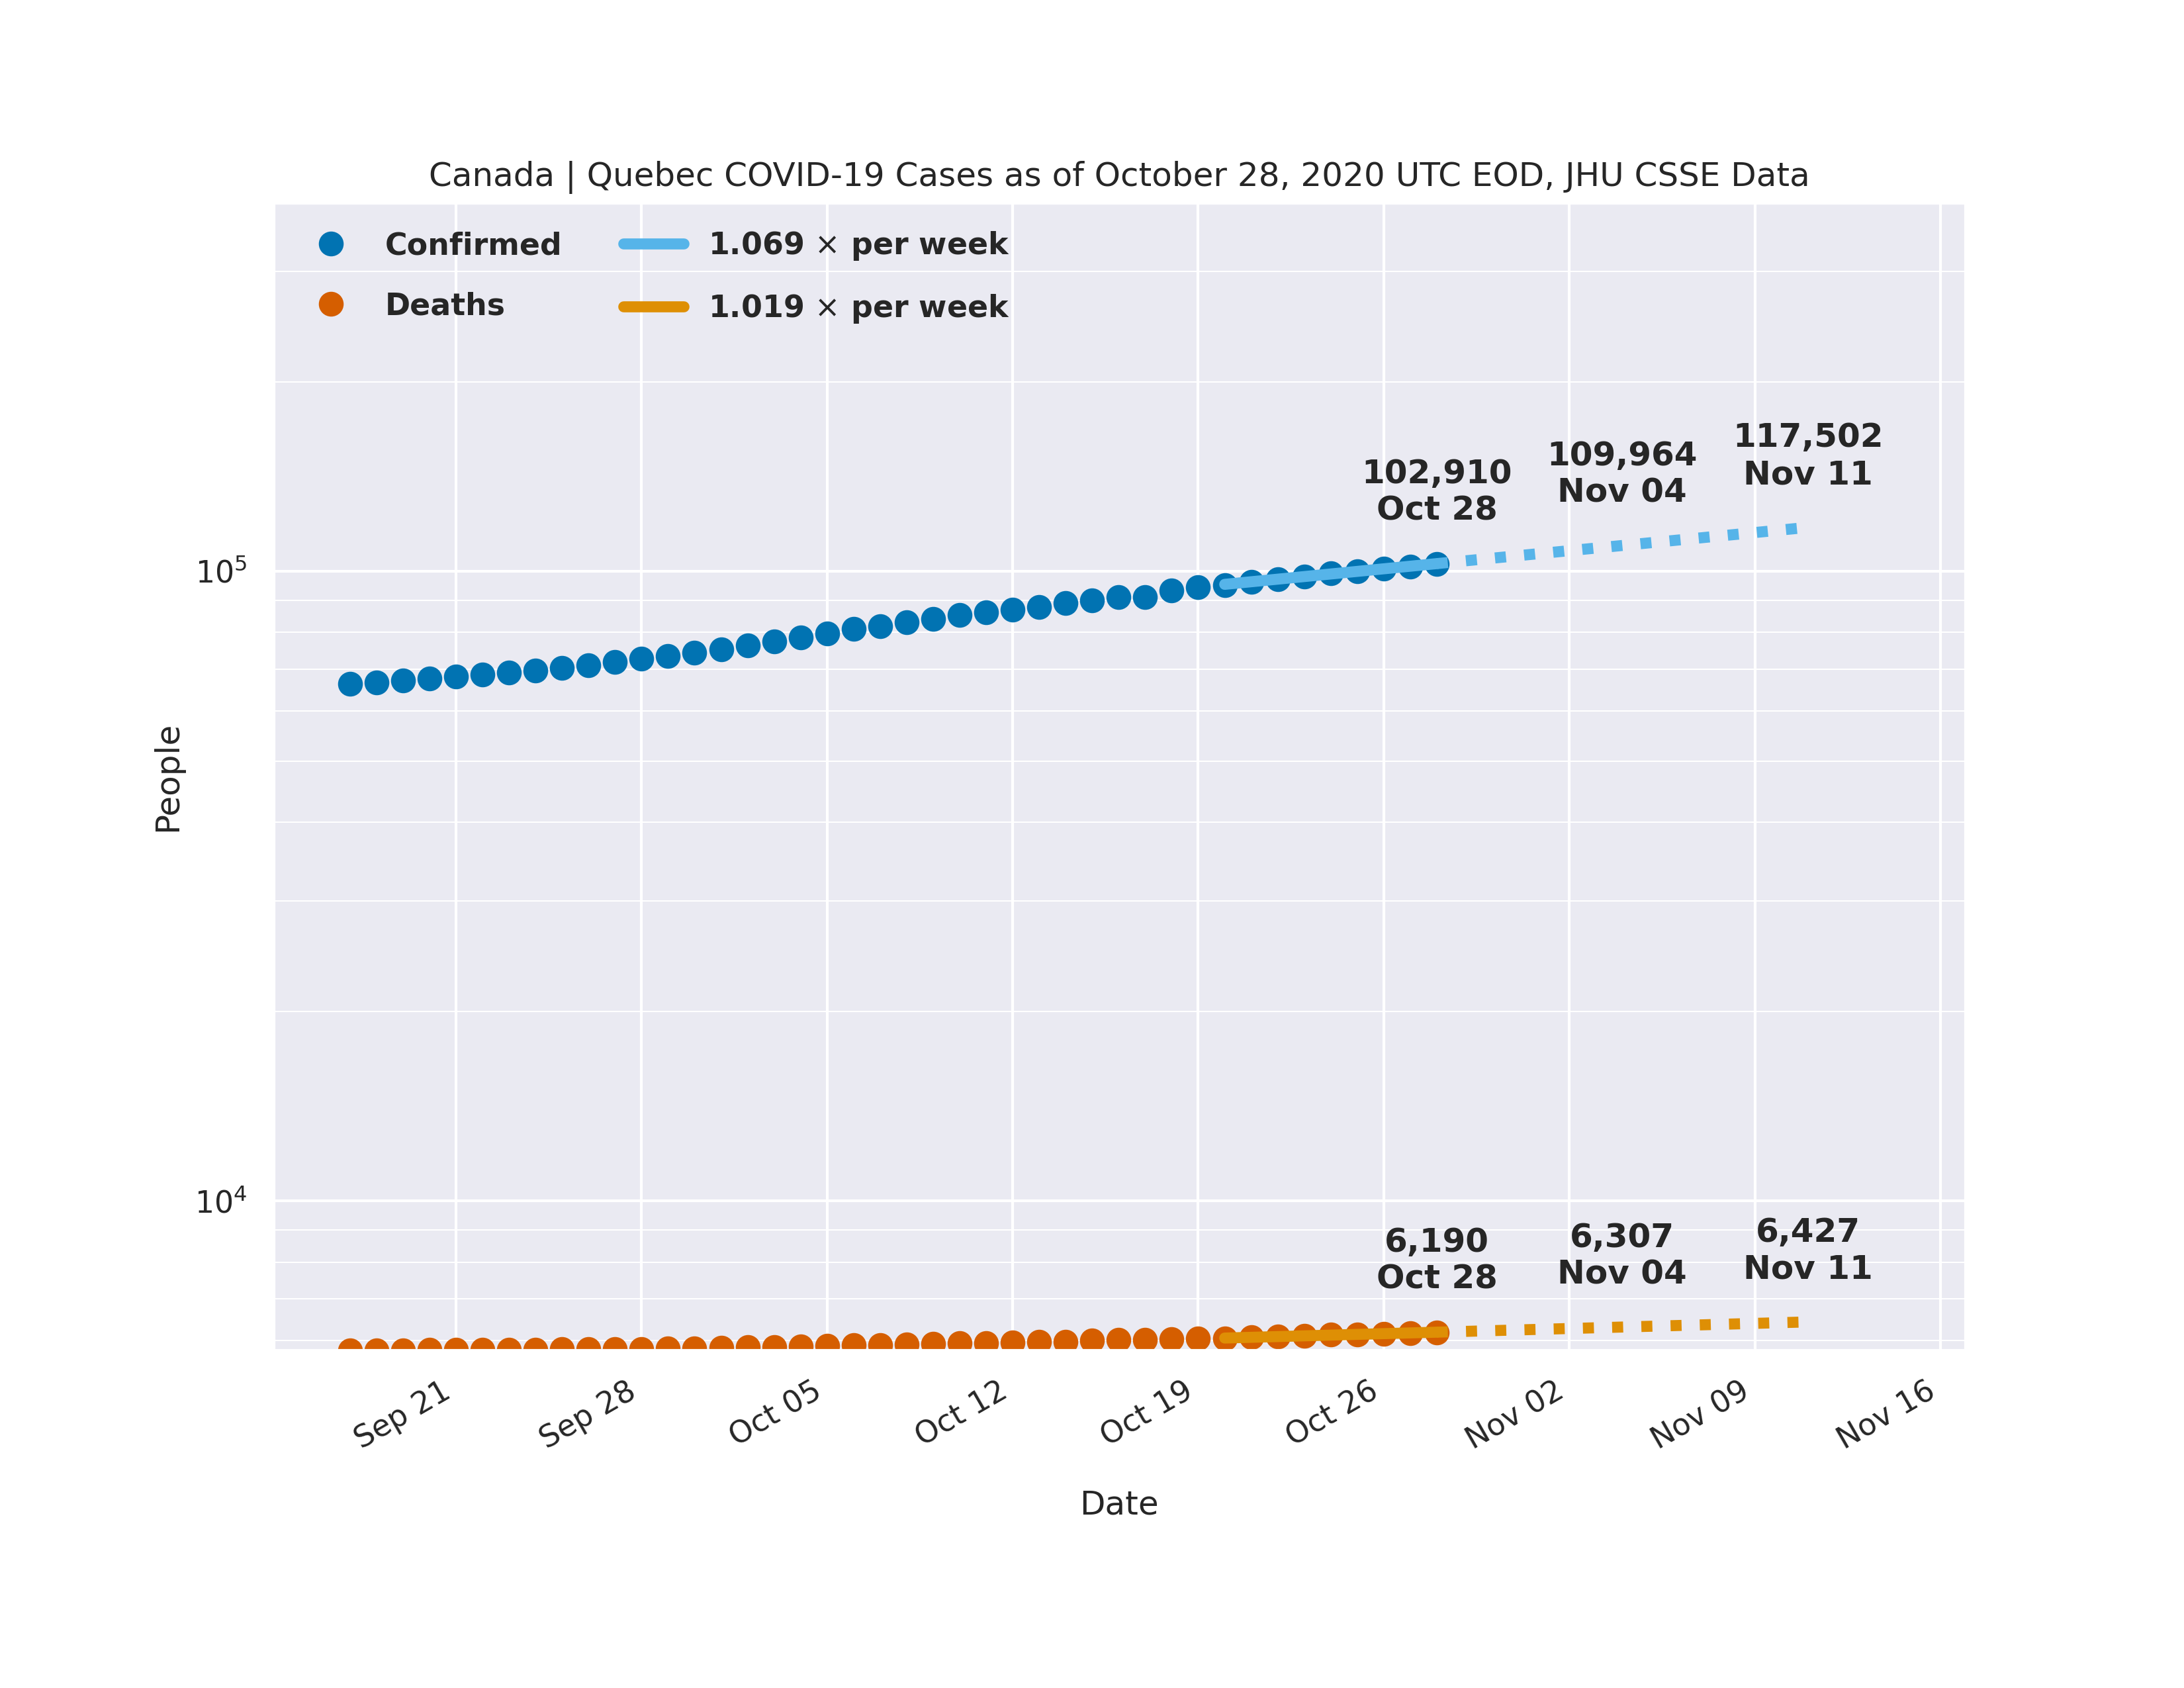 Canada | Quebec COVID-19 Cases as of October 28, 2020 UTC EOD, JHU CSSE Data
Confirmed
Deaths
1.069 × per week
1.019 × per week
102,910
Oct 28
109,964
Nov 04
117,502
Nov 11
10⁵
People
10⁴
6,190
Oct 28
6,307
Nov 04
6,427
Nov 11
Sep 21
Sep 28
Oct 05
Oct 12
Oct 19
Oct 26
Nov 02
Nov 09
Nov 16
Date